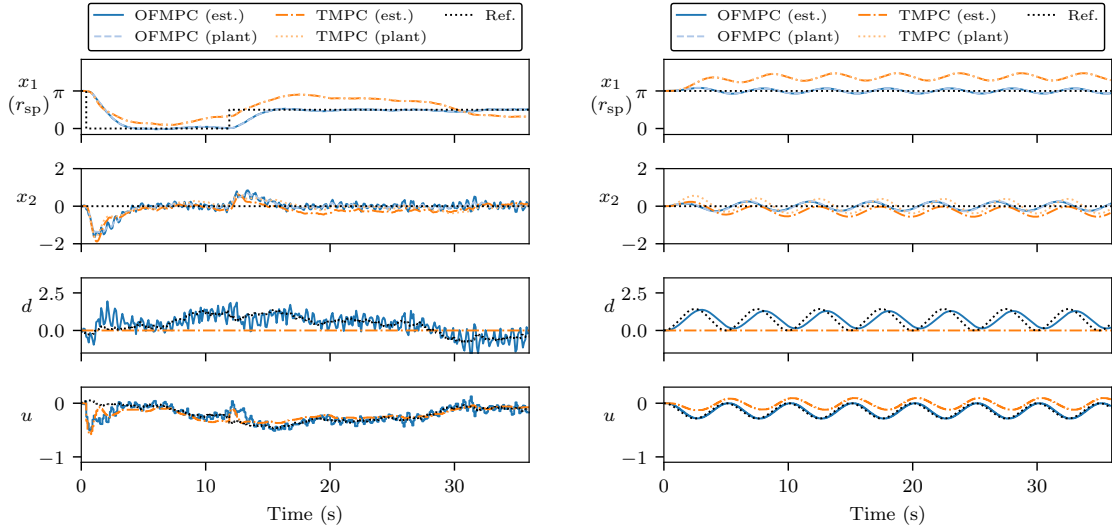 OFMPC (est.) TMPC (est.) Ref.
OFMPC (plant) TMPC (plant)
x₁
(r_sp)
π
0
x₂
2
0
−2
d
2.5
0.0
u
0
−1
0 10 20 30
Time (s)
OFMPC (est.) TMPC (est.) Ref.
OFMPC (plant) TMPC (plant)
x₁
(r_sp)
π
0
x₂
2
0
−2
d
2.5
0.0
u
0
−1
0 10 20 30
Time (s)